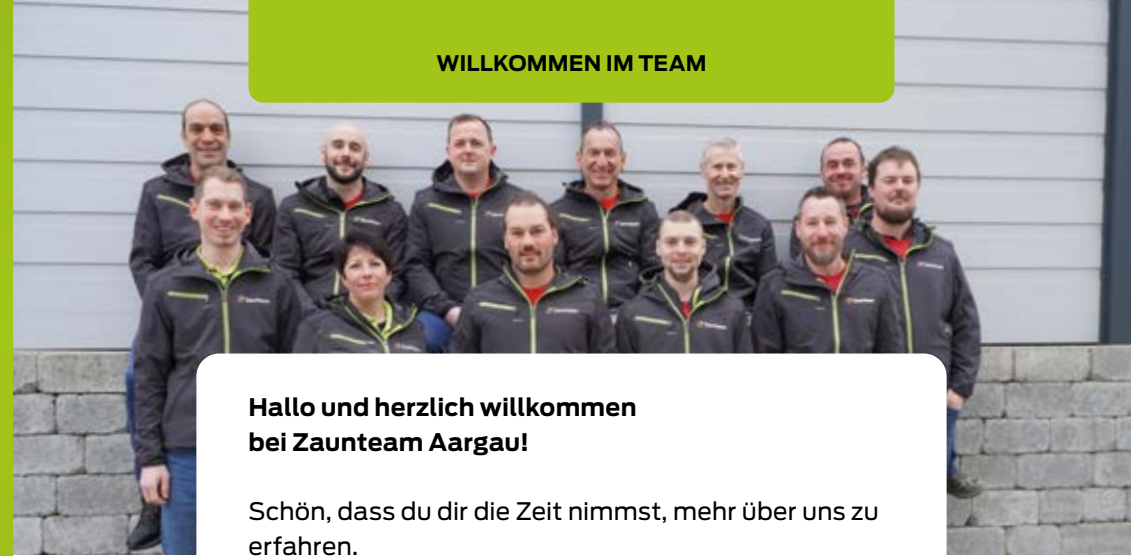 WILLKOMMEN IM TEAM
Hallo und herzlich willkommen
bei Zaunteam Aargau!
Schön, dass du dir die Zeit nimmst, mehr über uns zu
erfahren.